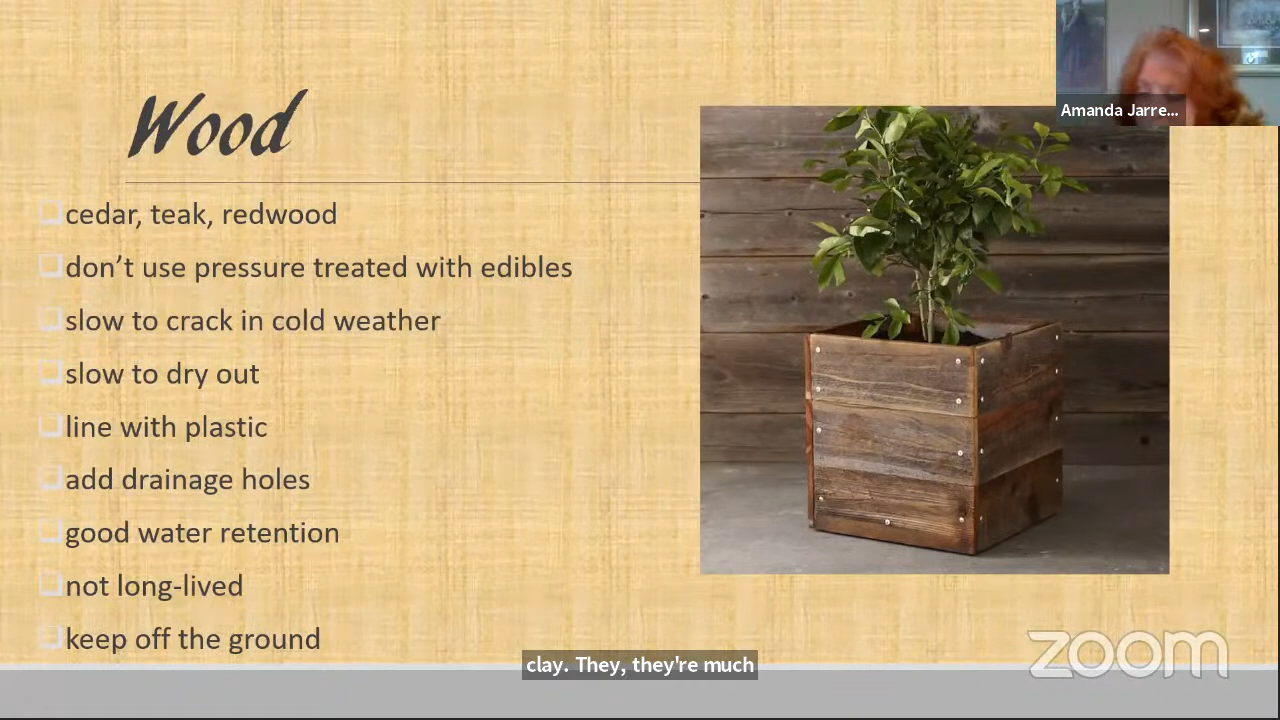 Wood
cedar, teak, redwood
don’t use pressure treated with edibles
slow to crack in cold weather
slow to dry out
line with plastic
add drainage holes
good water retention
not long-lived
keep off the ground
Amanda Jarre...
clay. They, they're much
zoom